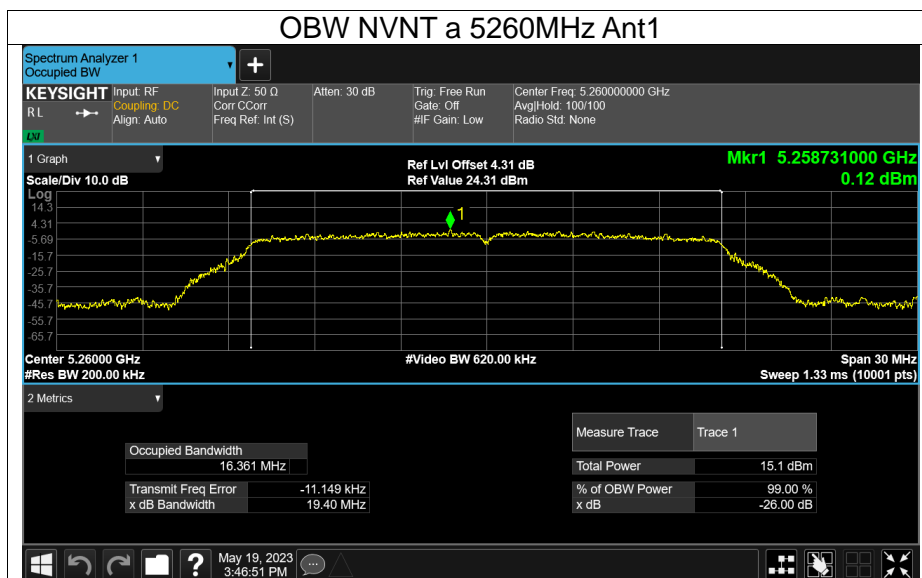 OBW NVNT a 5260MHz Ant1
Spectrum Analyzer 1
Occupied BW
+
KEYSIGHT Input: RF Input Z: 50 Ω Atten: 30 dB Trig: Free Run Center Freq: 5.260000000 GHz
R L Coupling: DC Corr CCorr Gate: Off Avg|Hold: 100/100
Align: Auto Freq Ref: Int (S) #IF Gain: Low Radio Std: None
LXI
1 Graph Ref Lvl Offset 4.31 dB Mkr1 5.258731000 GHz
Scale/Div 10.0 dB Ref Value 24.31 dBm 0.12 dBm
Log
14.3
4.31
-5.69
-15.7
-25.7
-35.7
-45.7
-55.7
-65.7
1
Center 5.26000 GHz #Video BW 620.00 kHz Span 30 MHz
#Res BW 200.00 kHz Sweep 1.33 ms (10001 pts)
2 Metrics
Measure Trace Trace 1
Occupied Bandwidth
16.361 MHz Total Power 15.1 dBm
Transmit Freq Error -11.149 kHz % of OBW Power 99.00 %
x dB Bandwidth 19.40 MHz x dB -26.00 dB
? May 19, 2023
3:46:51 PM